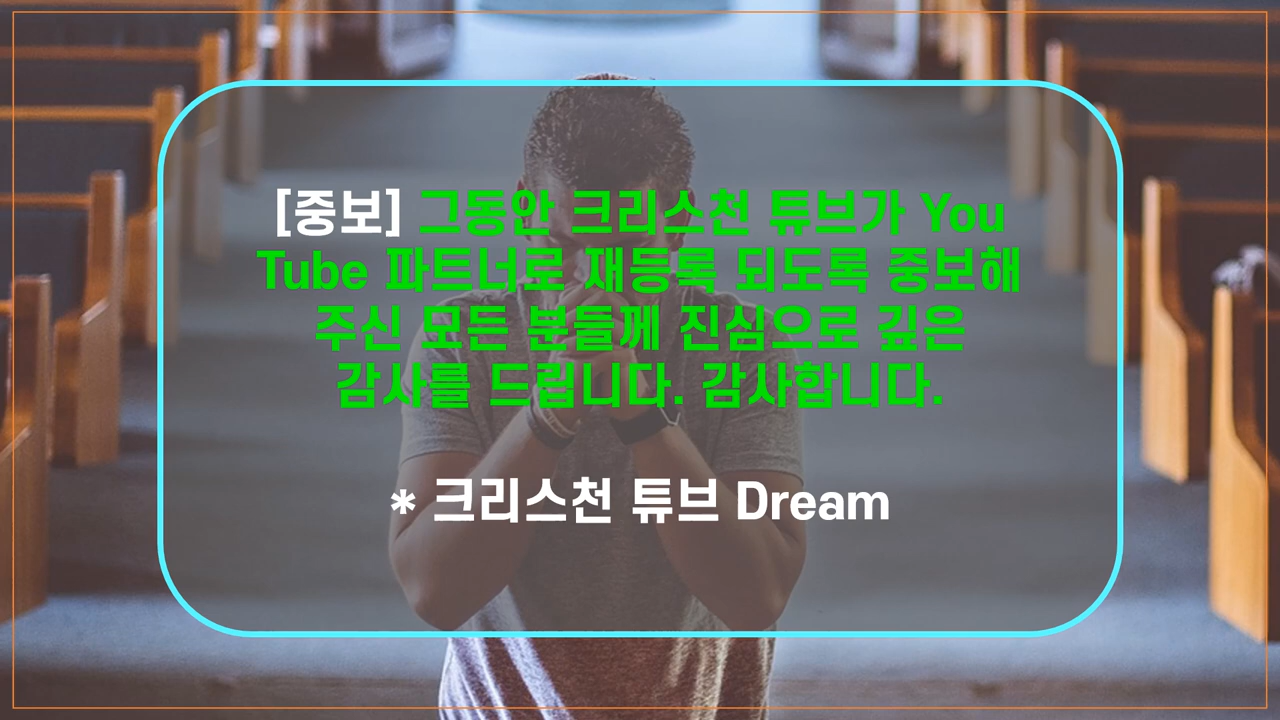 [중보] 그동안 크리스천 튜브가 You
Tube 파트너로 재등록 되도록 중보해
주신 모든 분들께 진심으로 깊은
감사를 드립니다. 감사합니다.
* 크리스천 튜브 Dream